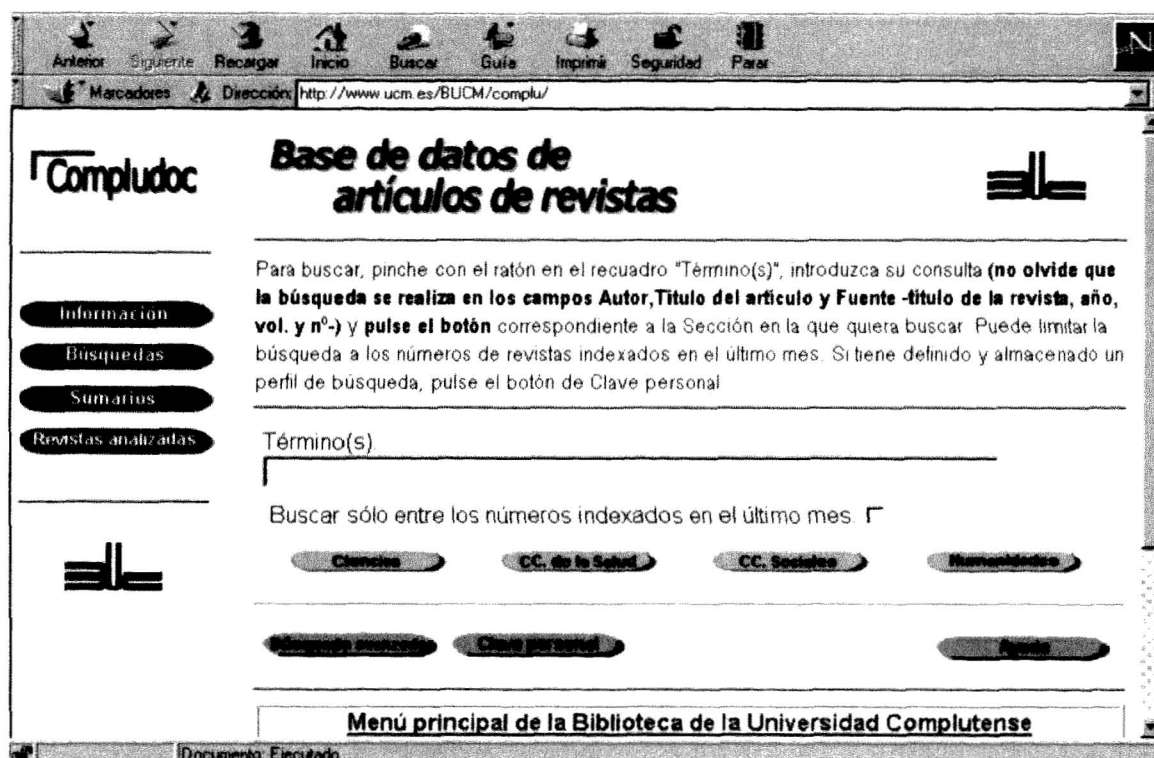 Anterior Siguiente Recargar Inicio Buscar Guía Imprimir Seguridad Parar
N
Marcadores Dirección: http://www.ucm.es/BUCM/complu/
Compludoc
Base de datos de
artículos de revistas
Información
Búsquedas
Sumarios
Revistas analizadas
Para buscar, pinche con el ratón en el recuadro "Término(s)", introduzca su consulta (no olvide que
la búsqueda se realiza en los campos Autor,Titulo del artículo y Fuente -titulo de la revista, año,
vol. y nº-) y pulse el botón correspondiente a la Sección en la que quiera buscar. Puede limitar la
búsqueda a los números de revistas indexados en el último mes. Si tiene definido y almacenado un
perfil de búsqueda, pulse el botón de Clave personal
Término(s)
Buscar sólo entre los números indexados en el último mes.
Ciencias CC. de la Salud CC. Sociales Humanidades
Búsqueda avanzada Clave personal Ayuda
Menú principal de la Biblioteca de la Universidad Complutense
Documento: Ejecutado